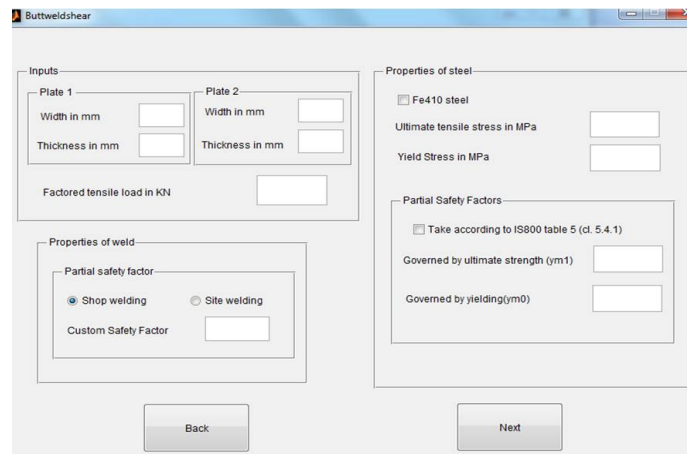 Buttweldshear
Inputs
Plate 1
Width in mm
Thickness in mm
Plate 2
Width in mm
Thickness in mm
Factored tensile load in KN
Properties of weld
Partial safety factor
Shop welding
Site welding
Custom Safety Factor
Properties of steel
Fe410 steel
Ultimate tensile stress in MPa
Yield Stress in MPa
Partial Safety Factors
Take according to IS800 table 5 (cl. 5.4.1)
Governed by ultimate strength (ym1)
Governed by yielding(ym0)
Back
Next